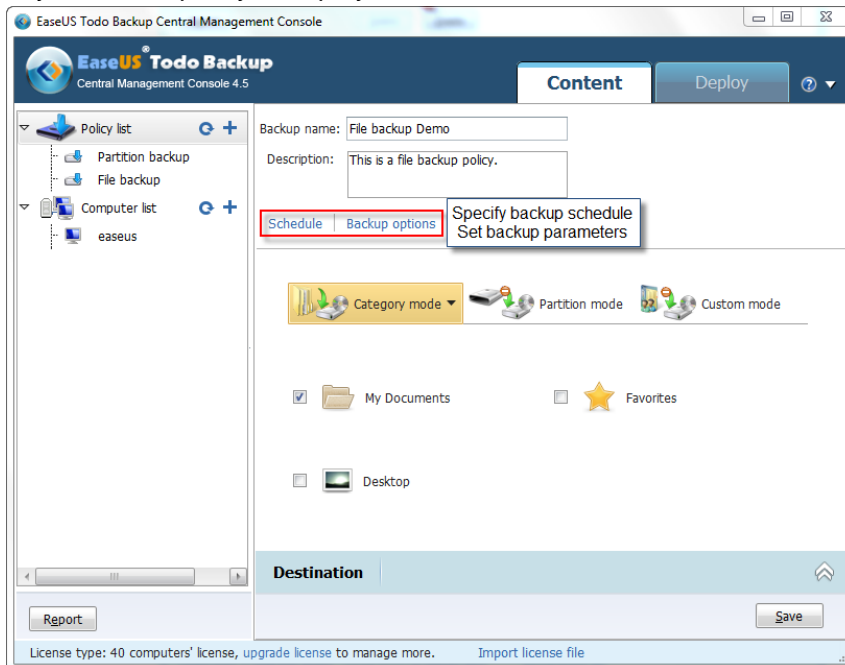 EaseUS Todo Backup Central Management Console
EaseUS® Todo Backup
Central Management Console 4.5
Content
Deploy
Policy list
Partition backup
File backup
Computer list
easeus
Backup name: File backup Demo
Description: This is a file backup policy.
Schedule
Backup options
Specify backup schedule
Set backup parameters
Category mode
Partition mode
Custom mode
My Documents
Favorites
Desktop
Destination
Report
Save
License type: 40 computers' license, upgrade license to manage more.
Import license file